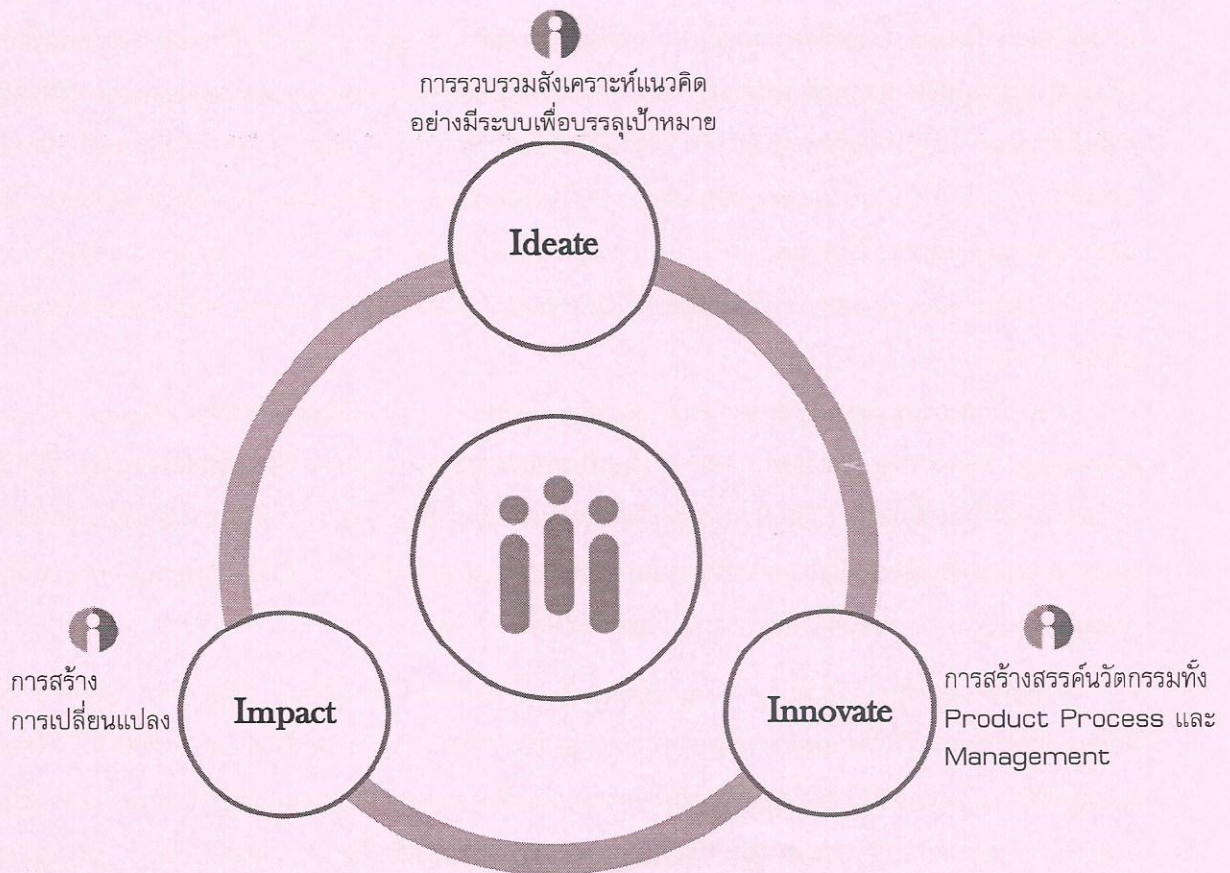 การรวบรวมสังเคราะห์แนวคิด
อย่างมีระบบเพื่อบรรลุเป้าหมาย
Ideate
การสร้าง
การเปลี่ยนแปลง
Impact
Innovate
การสร้างสรรค์นวัตกรรมทั้ง
Product Process และ
Management